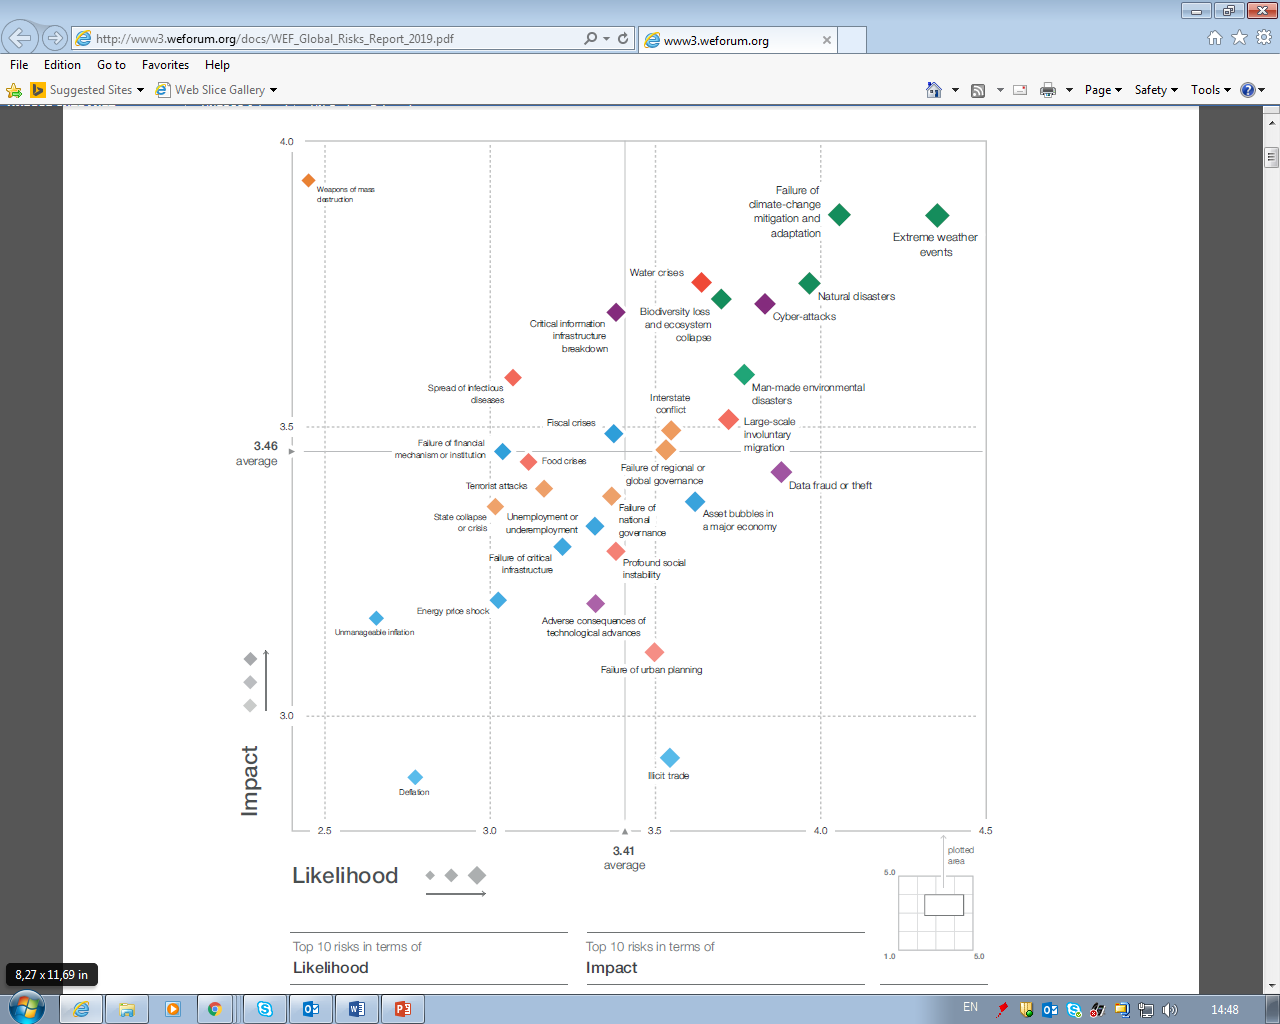 http://www3.weforum.org/docs/WEF_Global_Risks_Report_2019.pdf
www3.weforum.org
File Edition Go to Favorites Help
Suggested Sites Web Slice Gallery
Page Safety Tools
4.0
Weapons of mass
destruction
Failure of
climate-change
mitigation and
adaptation
Extreme weather
events
Water crises
Natural disasters
Biodiversity loss
and ecosystem
collapse
Cyber-attacks
Critical information
infrastructure
breakdown
Spread of infectious
diseases
Man-made environmental
disasters
Interstate
conflict
Large-scale
involuntary
migration
Fiscal crises
3.5
3.46
average
Failure of financial
mechanism or institution
Food crises
Failure of regional or
global governance
Data fraud or theft
Terrorist attacks
State collapse
or crisis
Unemployment or
underemployment
Failure of
national
governance
Asset bubbles in
a major economy
Failure of critical
infrastructure
Profound social
instability
Energy price shock
Unmanageable inflation
Adverse consequences of
technological advances
Failure of urban planning
3.0
Impact
Illicit trade
Deflation
2.5 3.0 3.5 4.0 4.5
3.41
average
plotted
area
Likelihood
5.0
1.0 5.0
Top 10 risks in terms of
Likelihood
Top 10 risks in terms of
Impact
8,27 x 11,69 in
EN
14:48